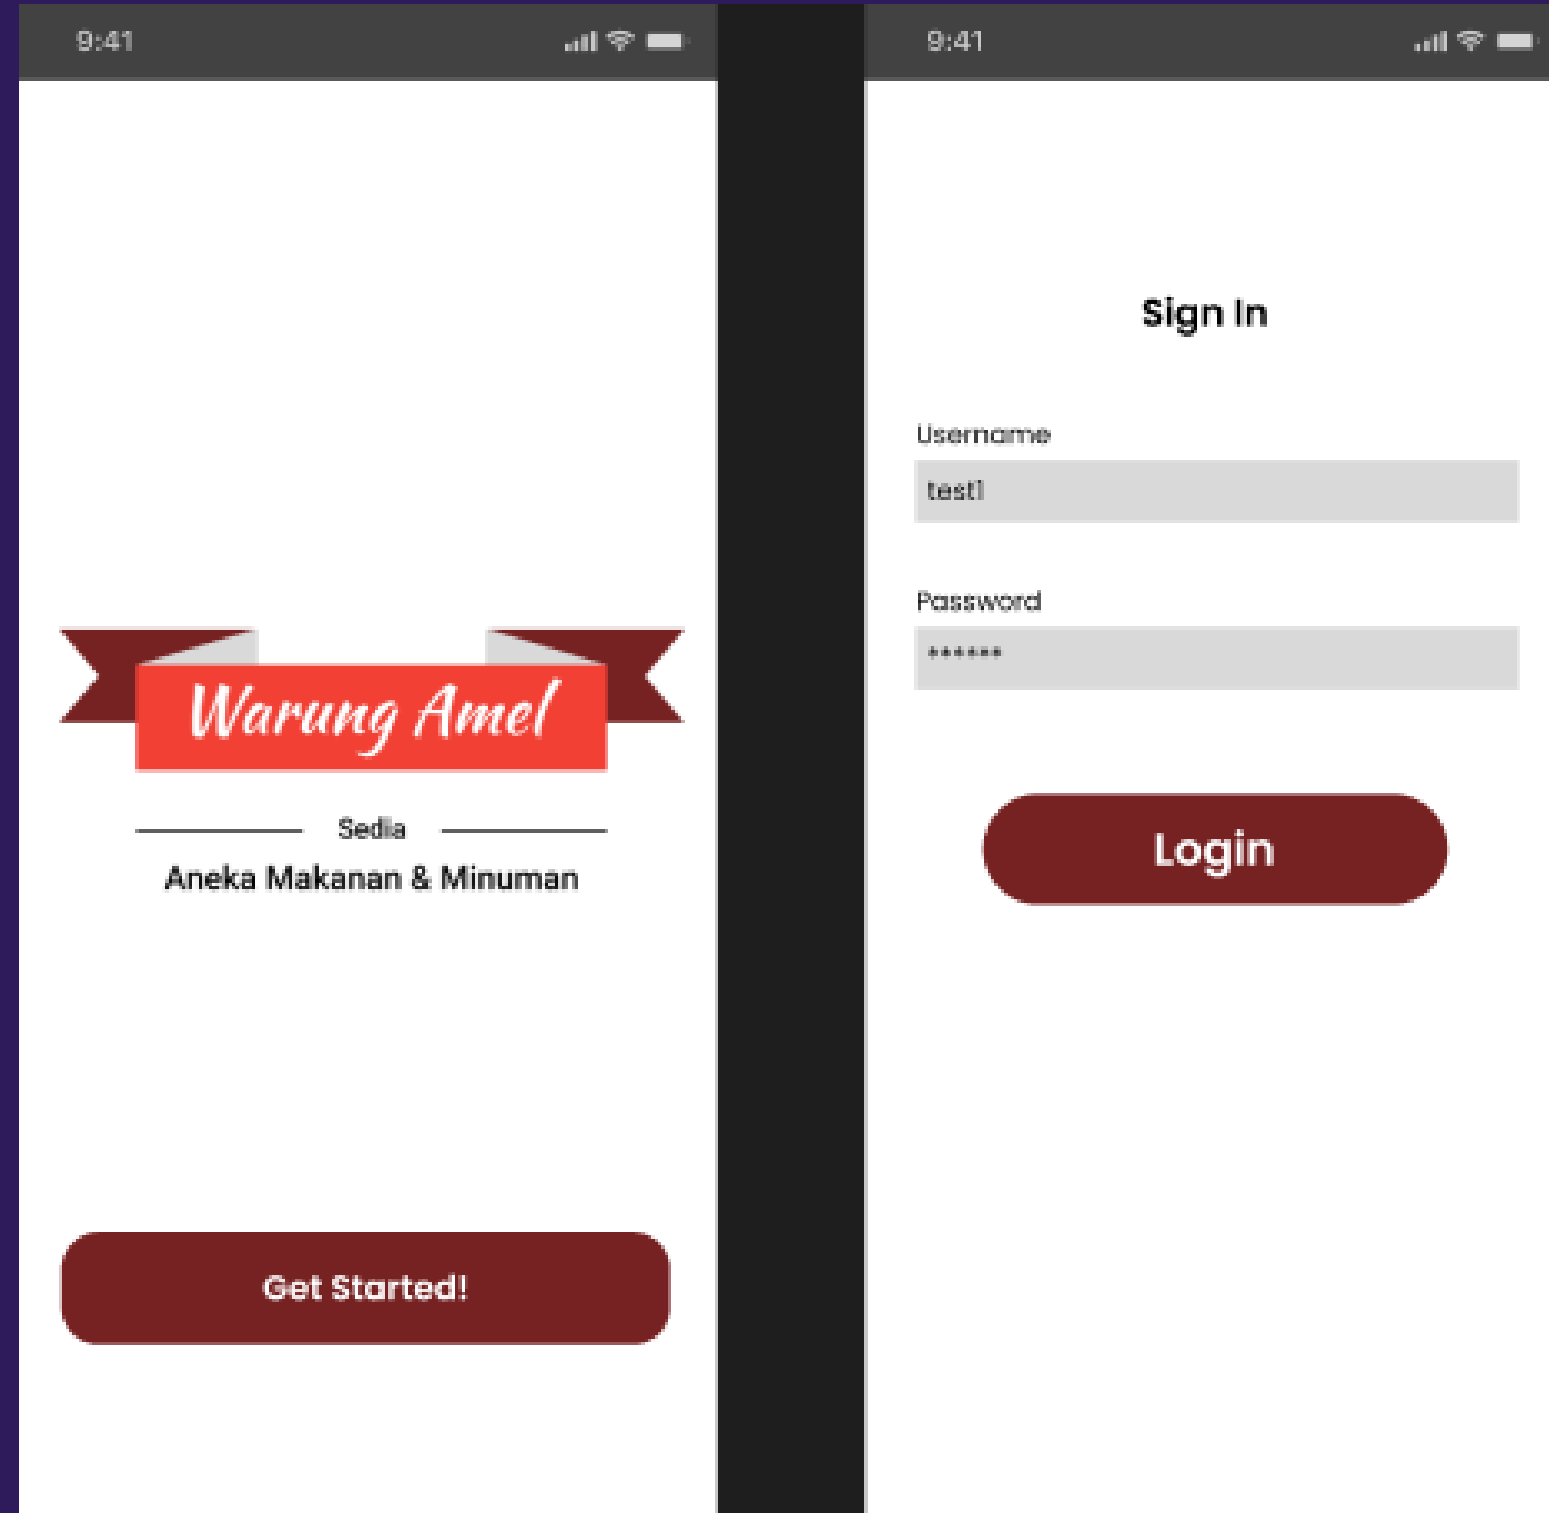 9:41
Warung Amel
Sedia
Aneka Makanan & Minuman
Get Started!
9:41
Sign In
Username
test1
Password
******
Login